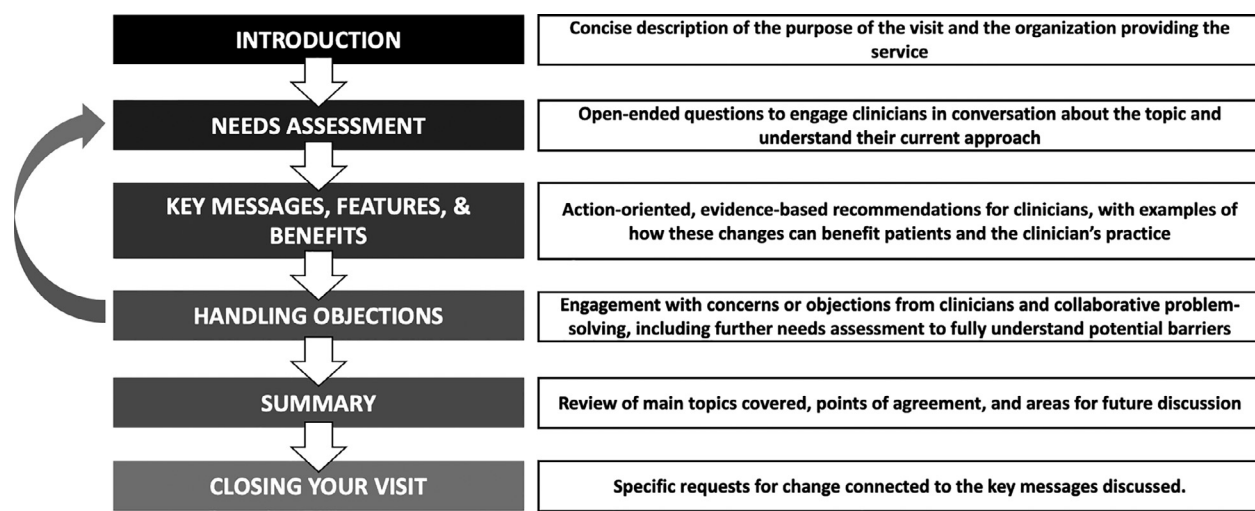 INTRODUCTION
Concise description of the purpose of the visit and the organization providing the
service
NEEDS ASSESSMENT
Open-ended questions to engage clinicians in conversation about the topic and
understand their current approach
KEY MESSAGES, FEATURES, &
BENEFITS
Action-oriented, evidence-based recommendations for clinicians, with examples of
how these changes can benefit patients and the clinician's practice
HANDLING OBJECTIONS
Engagement with concerns or objections from clinicians and collaborative problem-
solving, including further needs assessment to fully understand potential barriers
SUMMARY
Review of main topics covered, points of agreement, and areas for future discussion
CLOSING YOUR VISIT
Specific requests for change connected to the key messages discussed.